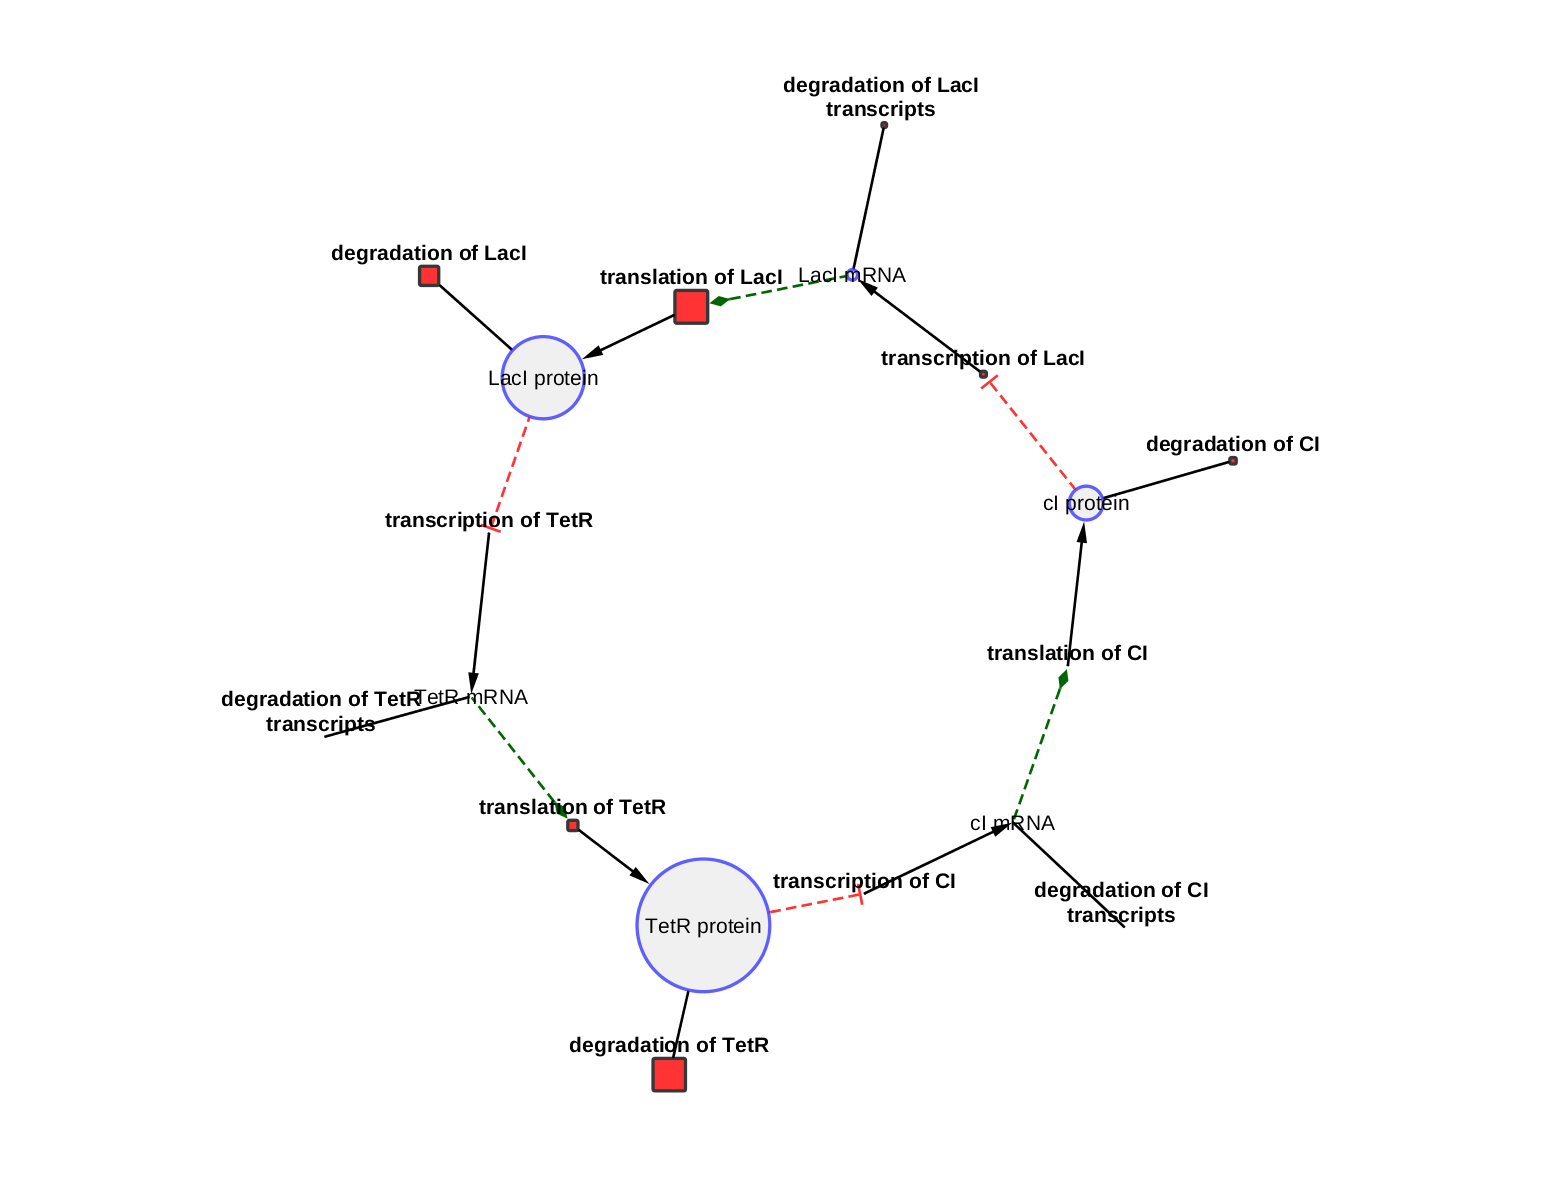 degradation of LacI
transcripts
degradation of LacI
translation of LacI
LacI mRNA
transcription of LacI
LacI protein
degradation of CI
cI protein
transcription of TetR
translation of CI
degradation of TetR
transcripts
TetR mRNA
translation of TetR
cI mRNA
transcription of CI
degradation of CI
transcripts
TetR protein
degradation of TetR